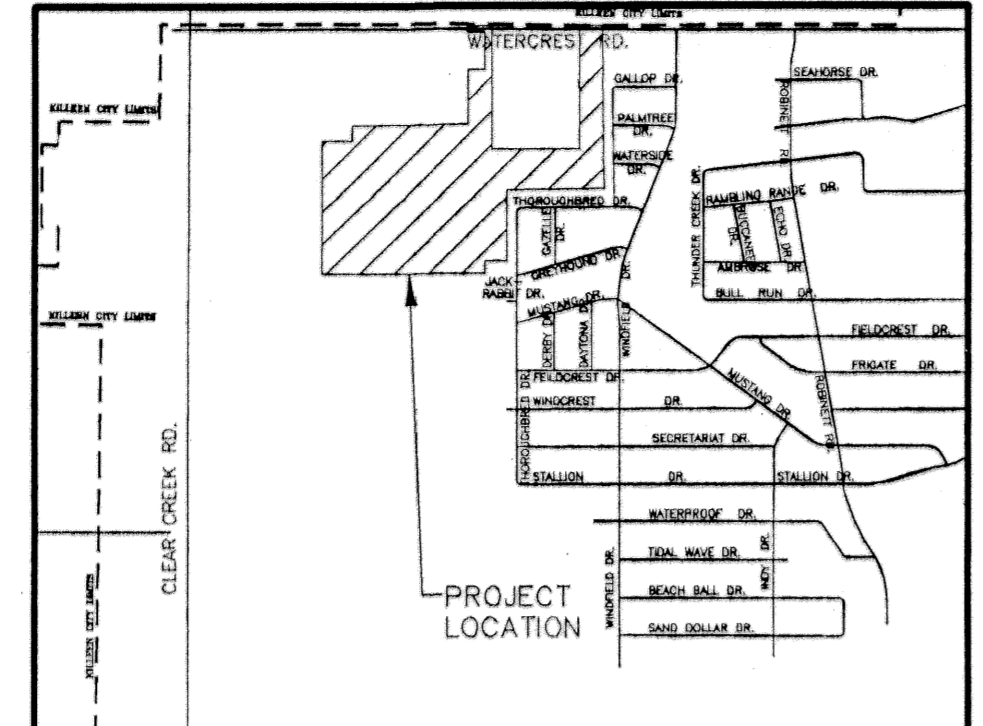 KILLEEN CITY LIMITS
WATERCREST RD.
GALLOP DR.
SEAHORSE DR.
KILLEEN CITY LIMITS
ROBINETT RD.
PALMTREE
DR.
WATERSIDE
DR.
THUNDER CREEK DR.
RAMBLING RANGE DR.
THOROUGHBRED DR.
GAZELLE
DR.
BUCCANEER
DR.
ECHO DR.
GREYHOUND DR.
AMBROSE DR.
JACK
RABBIT DR.
BULL RUN DR.
MUSTANG DR.
KILLEEN CITY LIMITS
DERBY DR.
DAYTONA DR.
WINDFIELD DR.
FIELDCREST DR.
FRIGATE DR.
FEILDCREST DR.
MUSTANG DR.
ROBINETT RD.
WINDCREST DR.
THOROUGHBRED DR.
SECRETARIAT DR.
CLEAR CREEK RD.
STALLION DR.
STALLION DR.
WATERPROOF DR.
TIDAL WAVE DR.
WINDFIELD DR.
INDY DR.
BEACH BALL DR.
SAND DOLLAR DR.
KILLEEN CITY LIMITS
PROJECT
LOCATION